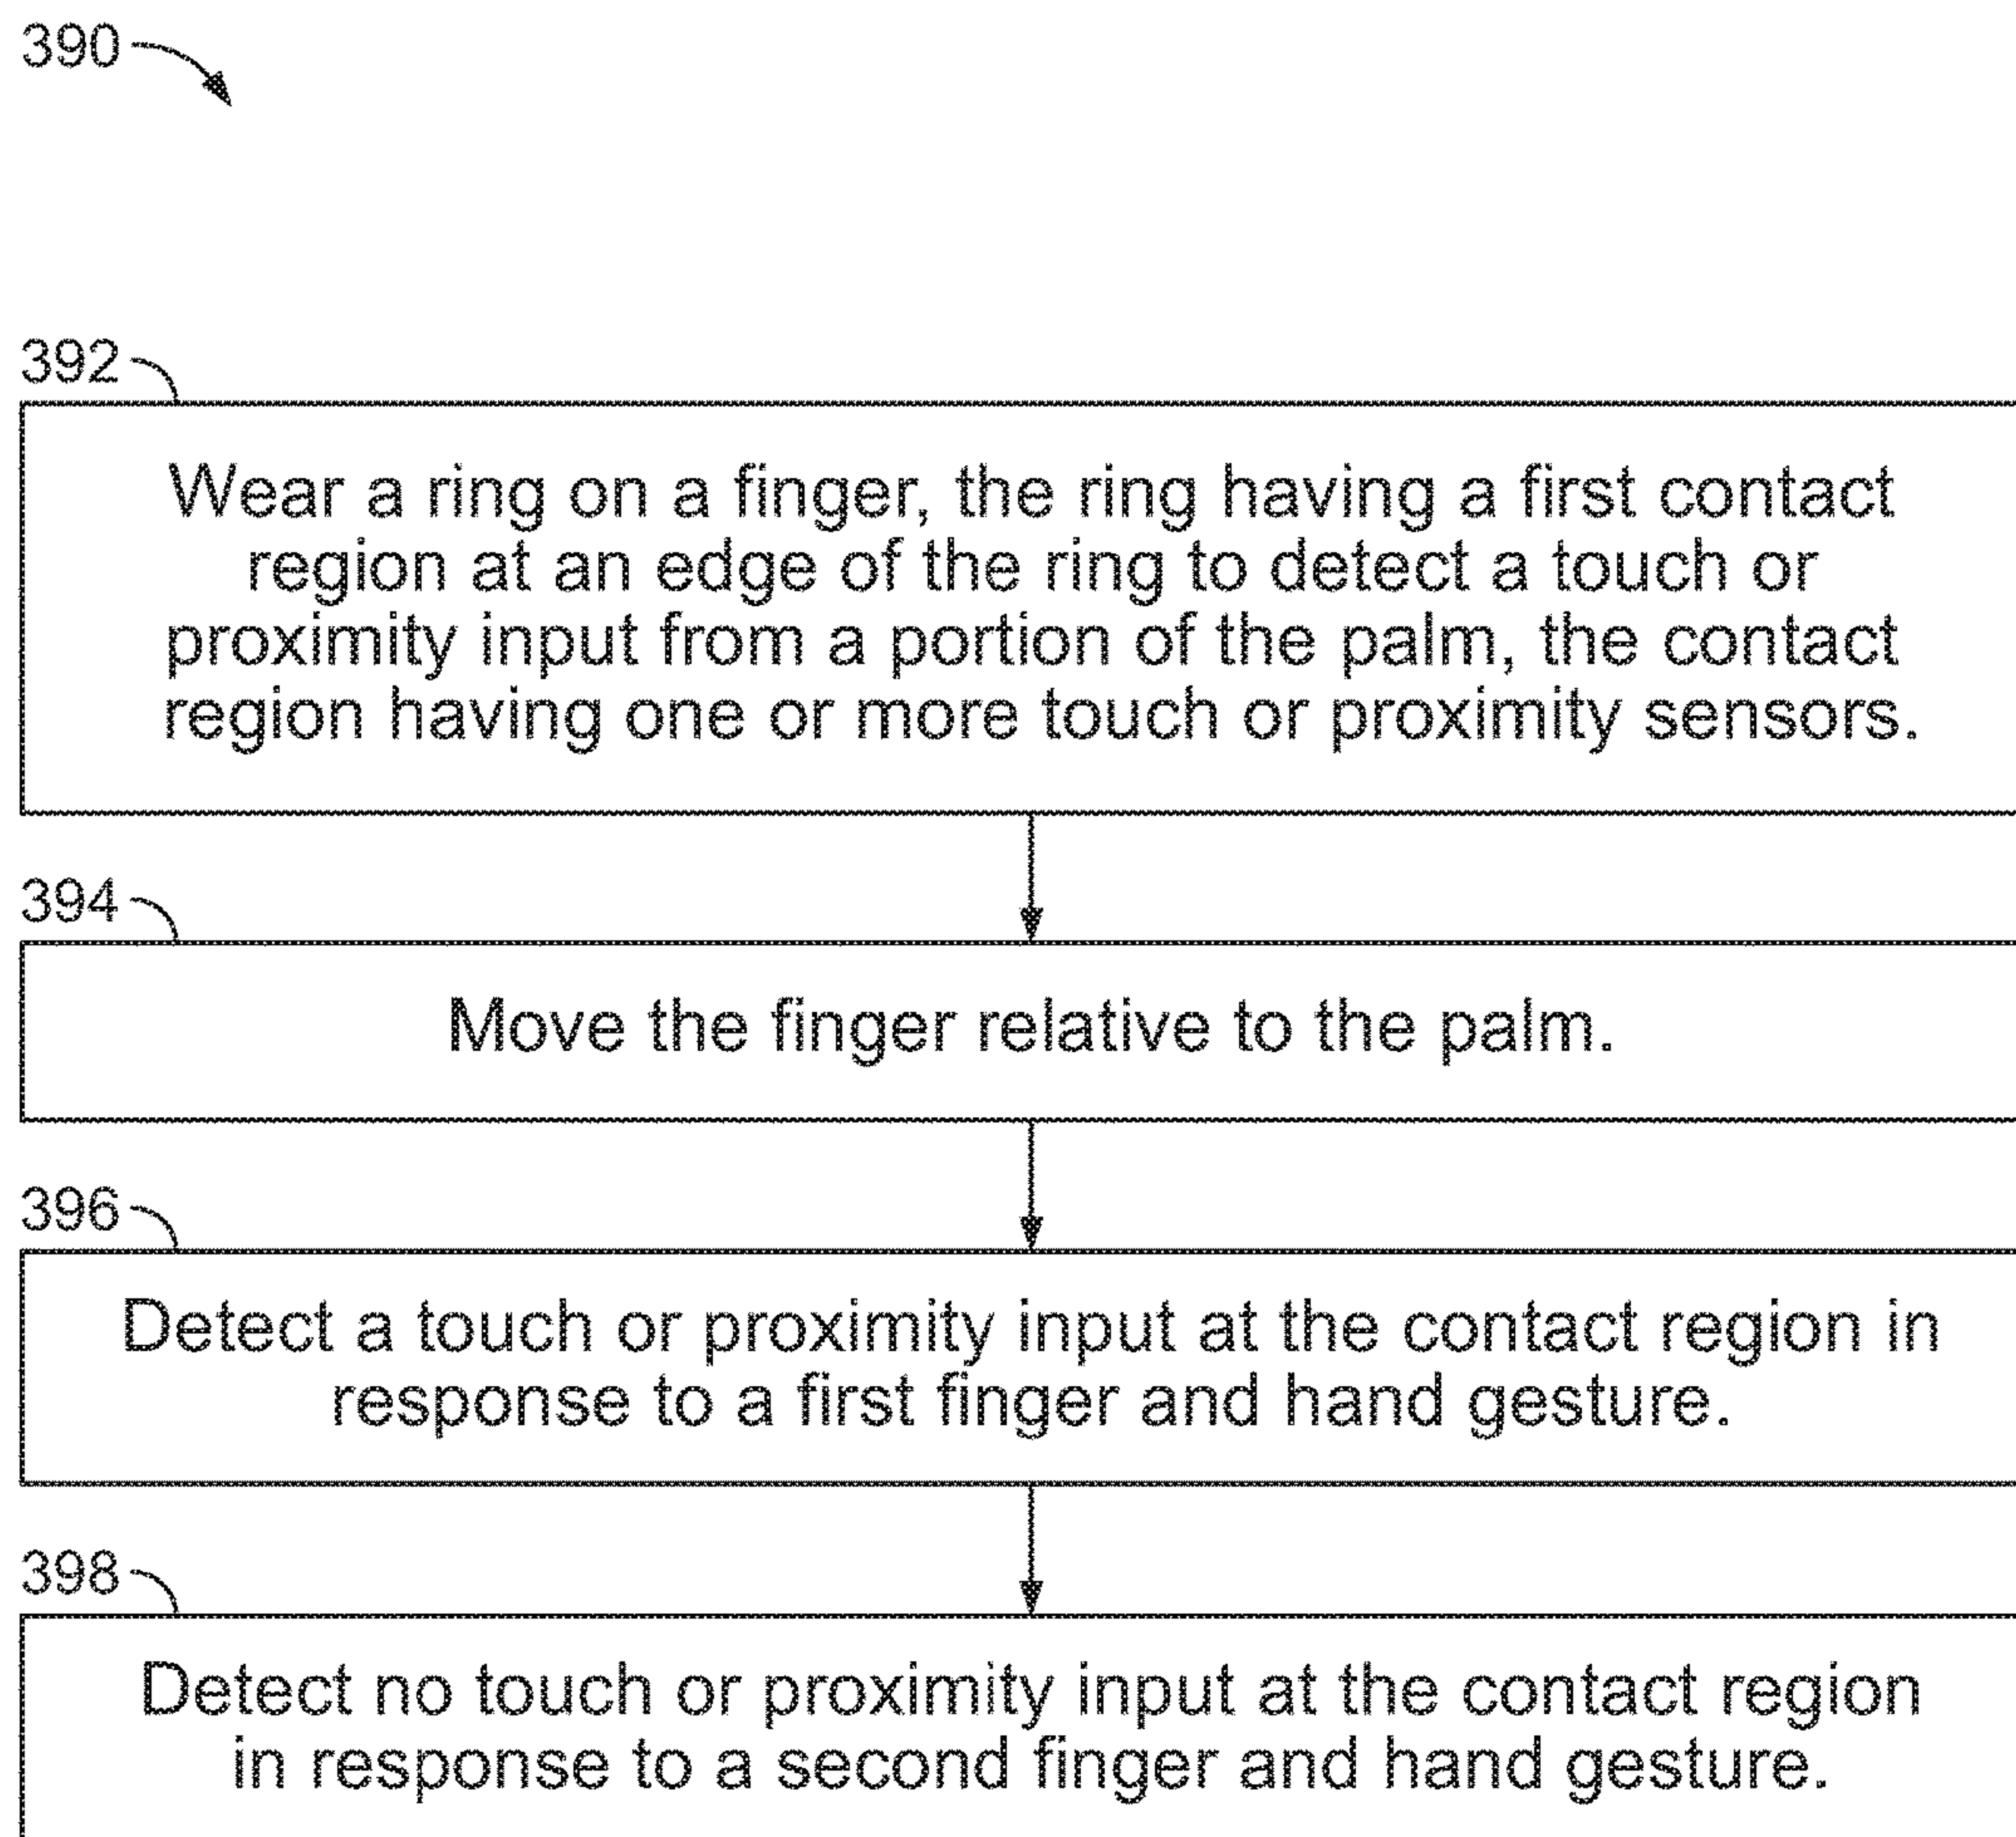 390
392
Wear a ring on a finger, the ring having a first contact
region at an edge of the ring to detect a touch or
proximity input from a portion of the palm, the contact
region having one or more touch or proximity sensors.
394
Move the finger relative to the palm.
396
Detect a touch or proximity input at the contact region in
response to a first finger and hand gesture.
398
Detect no touch or proximity input at the contact region
in response to a second finger and hand gesture.